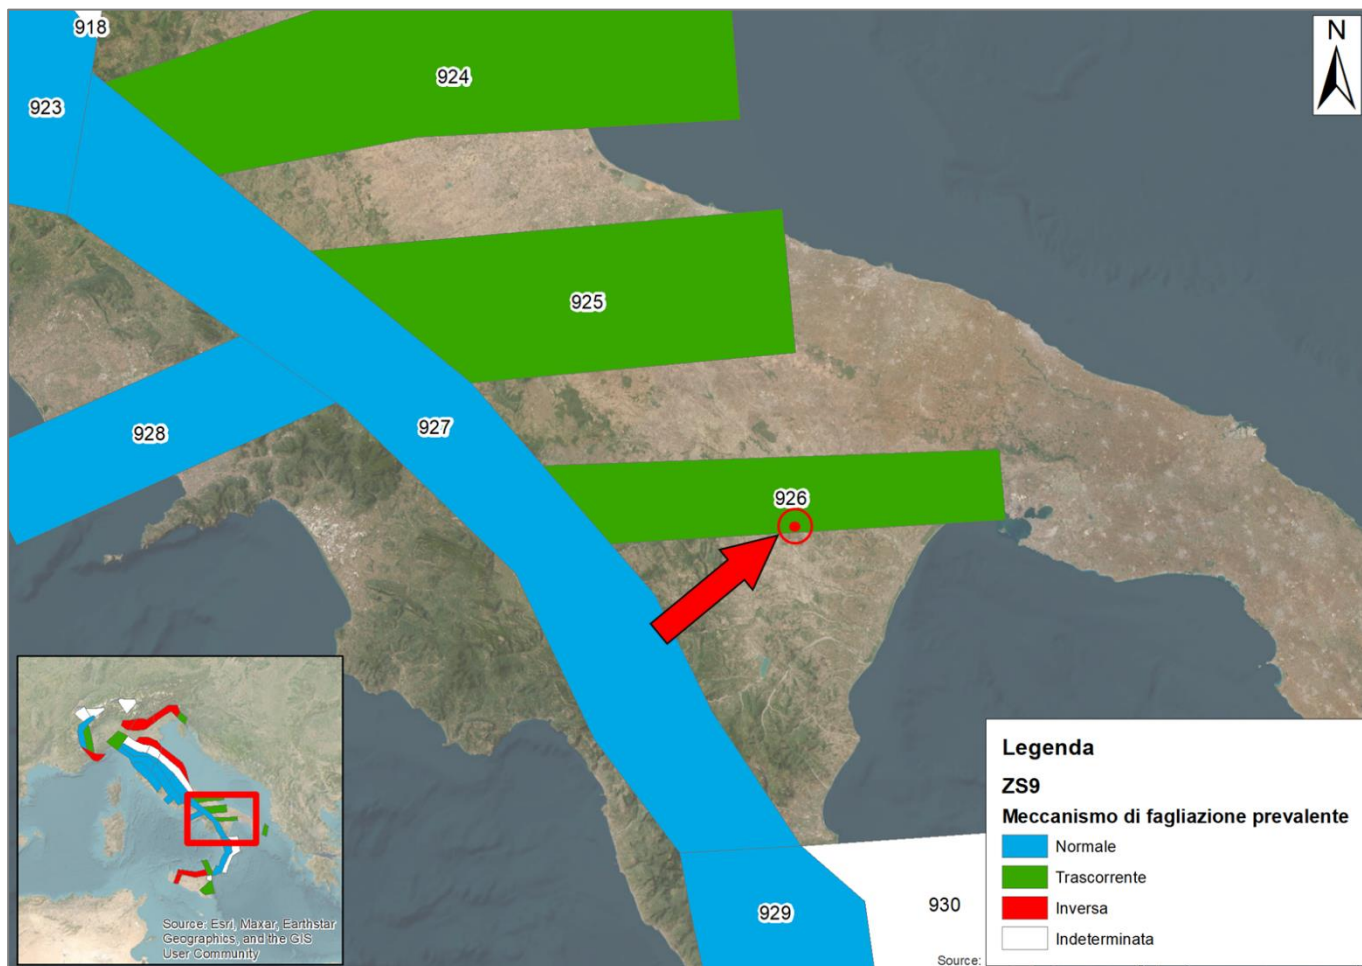 918
N
924
923
925
927
928
926
Legenda
ZS9
Meccanismo di fagliazione prevalente
Normale
Trascorrente
Inversa
Indeterminata
929
930
Source: Esri, Maxar, Earthstar
Geographics, and the GIS
User Community
Source: